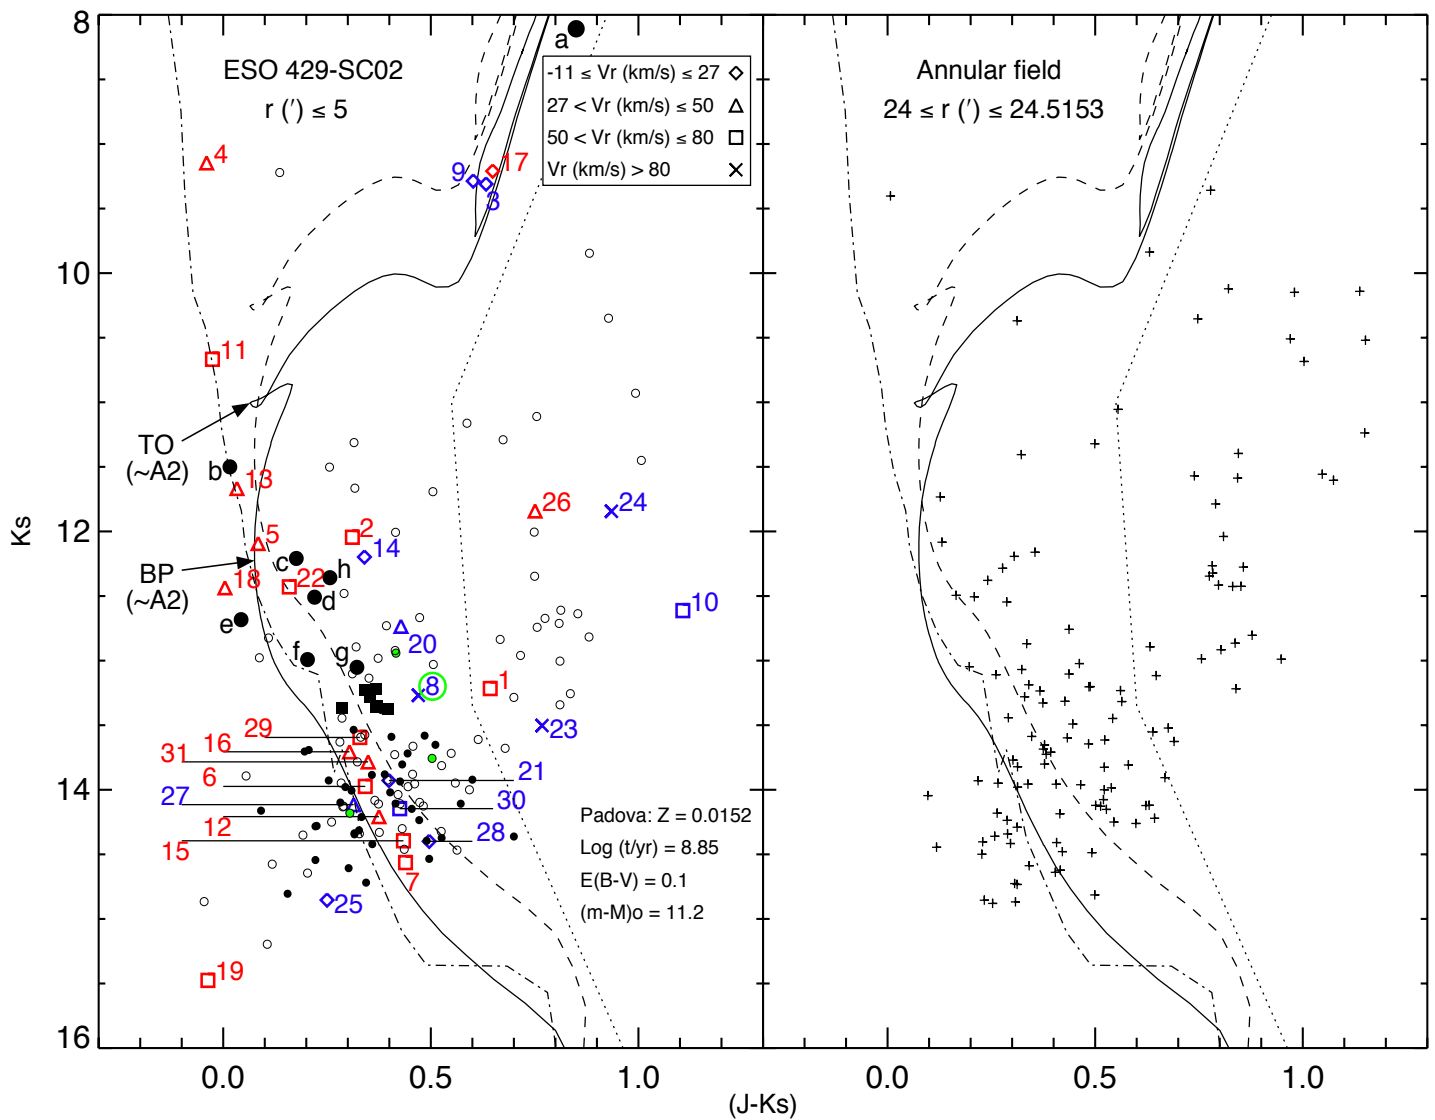 ESO 429-SC02
r (′) ≤ 5
-11 ≤ Vr (km/s) ≤ 27
27 < Vr (km/s) ≤ 50
50 < Vr (km/s) ≤ 80
Vr (km/s) > 80
Annular field
24 ≤ r (′) ≤ 24.5153
8
10
12
14
16
Ks
a
4
9
17
3
11
TO
(~A2)
b
13
26
24
5
2
14
BP
(~A2)
c
h
18
22
d
10
e
20
f
g
8
1
29
23
16
31
6
21
27
30
12
28
15
7
25
19
Padova: Z = 0.0152
Log (t/yr) = 8.85
E(B-V) = 0.1
(m-M)o = 11.2
0.0
0.5
1.0
0.0
0.5
1.0
(J-Ks)